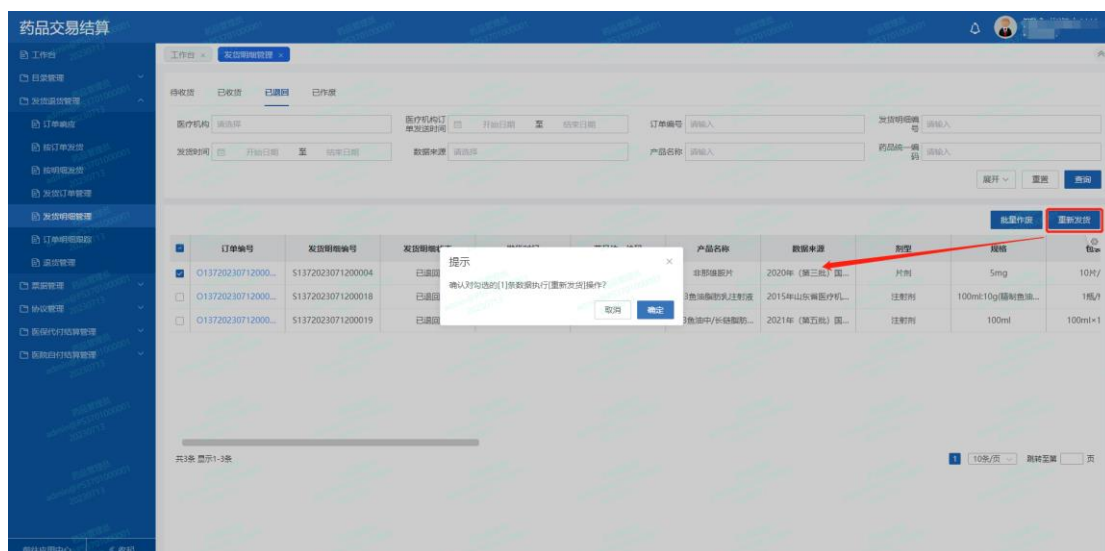 药品交易结算
工作台
目录管理
发货退货管理
订单响应
按订单发货
按明细发货
发货订单管理
发货明细管理
订单明细跟踪
退货管理
票据管理
协议管理
医保代付结算管理
医院自付结算管理
工作台 ×
发货明细管理 ×
待收货 已收货 已退回 已作废
医疗机构 请选择
医疗机构订单发送时间 开始日期 至 结束日期
订单编号 请输入
发货明细编号 请输入
发货时间 开始日期 至 结束日期
数据来源 请选择
产品名称 请输入
药品统一编码 请输入
展开 重置 查询
批量作废 重新发货
订单编号 发货明细编号 产品名称 数据来源 剂型 规格
O13720230712000... S13720230712000​04 已退回 非那雄胺片 2020年（第三批）国... 片剂 5mg 10片/
O13720230712000... 已退回 2015年山东省医疗机... 注射剂 1瓶/
O13720230712000... S1372023071200019 已退回 2021年（第五批）国... 注射剂 100ml 100ml×1
提示 ×
确认对勾选的[1]条数据执行[重新发货]操作?
取消 确定
共3条 显示1-3条
1 10条/页 跳转至第 页
收起